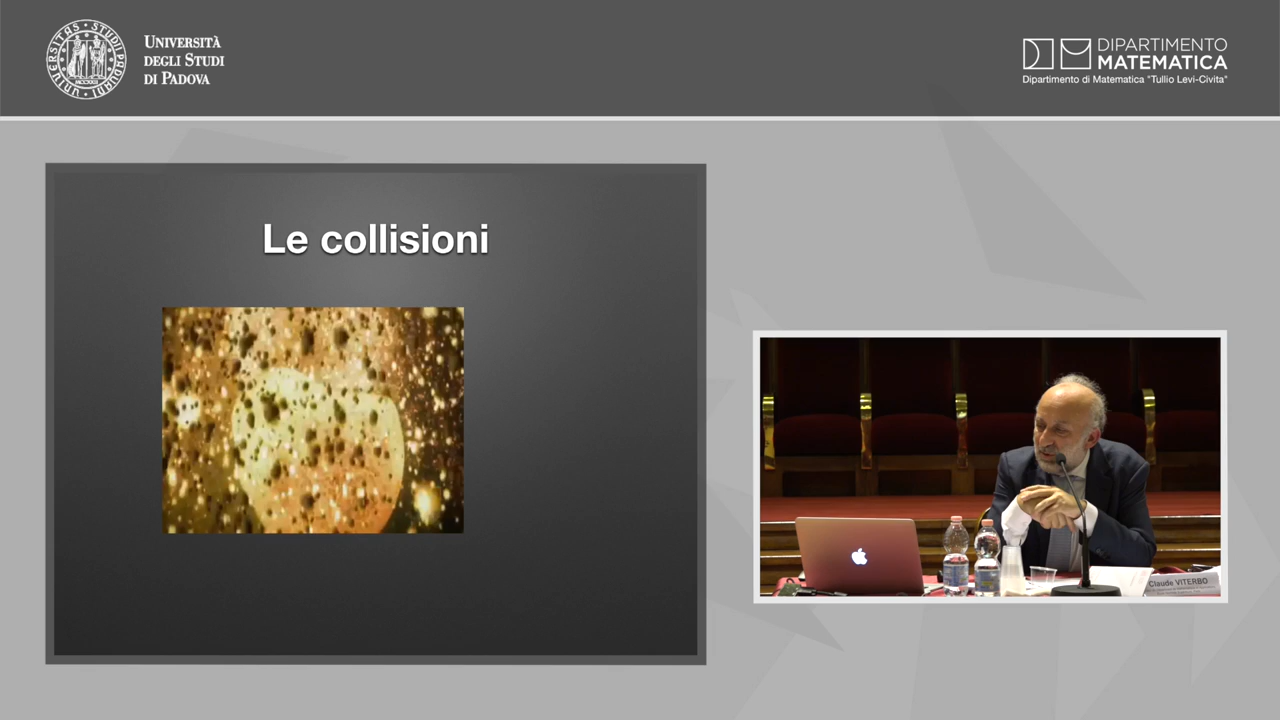 UNIVERSITÀ
DEGLI STUDI
DI PADOVA
DIPARTIMENTO
MATEMATICA
Dipartimento di Matematica "Tullio Levi-Civita"
Le collisioni
Claude VITERBO